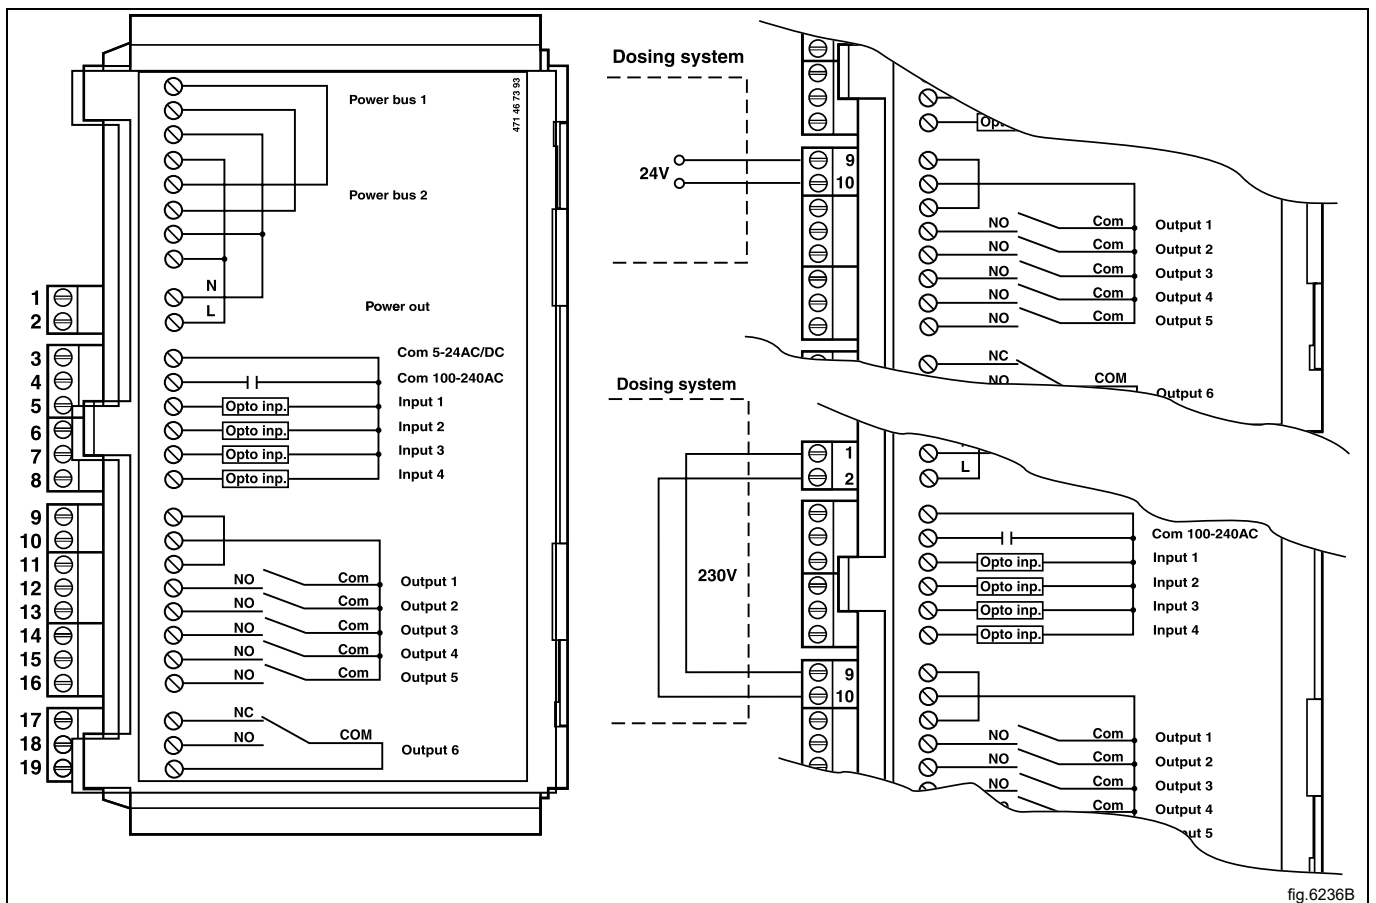 471 46 73 93
Power bus 1
Power bus 2
N
L
Power out
1
2
3
4
5
6
7
8
9
10
11
12
13
14
15
16
17
18
19
Com 5-24AC/DC
Com 100-240AC
Opto inp. Input 1
Opto inp. Input 2
Opto inp. Input 3
Opto inp. Input 4
NO Com Output 1
NO Com Output 2
NO Com Output 3
NO Com Output 4
NO Com Output 5
NC
NO COM
Output 6
Dosing system
24V
9
10
NO Com Output 1
NO Com Output 2
NO Com Output 3
NO Com Output 4
NO Com Output 5
NC
NO COM
Output 6
Dosing system
230V
1
2
L
Com 100-240AC
Opto inp. Input 1
Opto inp. Input 2
Opto inp. Input 3
Opto inp. Input 4
9
10
NO Com Output 1
NO Com Output 2
NO Com Output 3
Com Output 4
5
fig.6236B